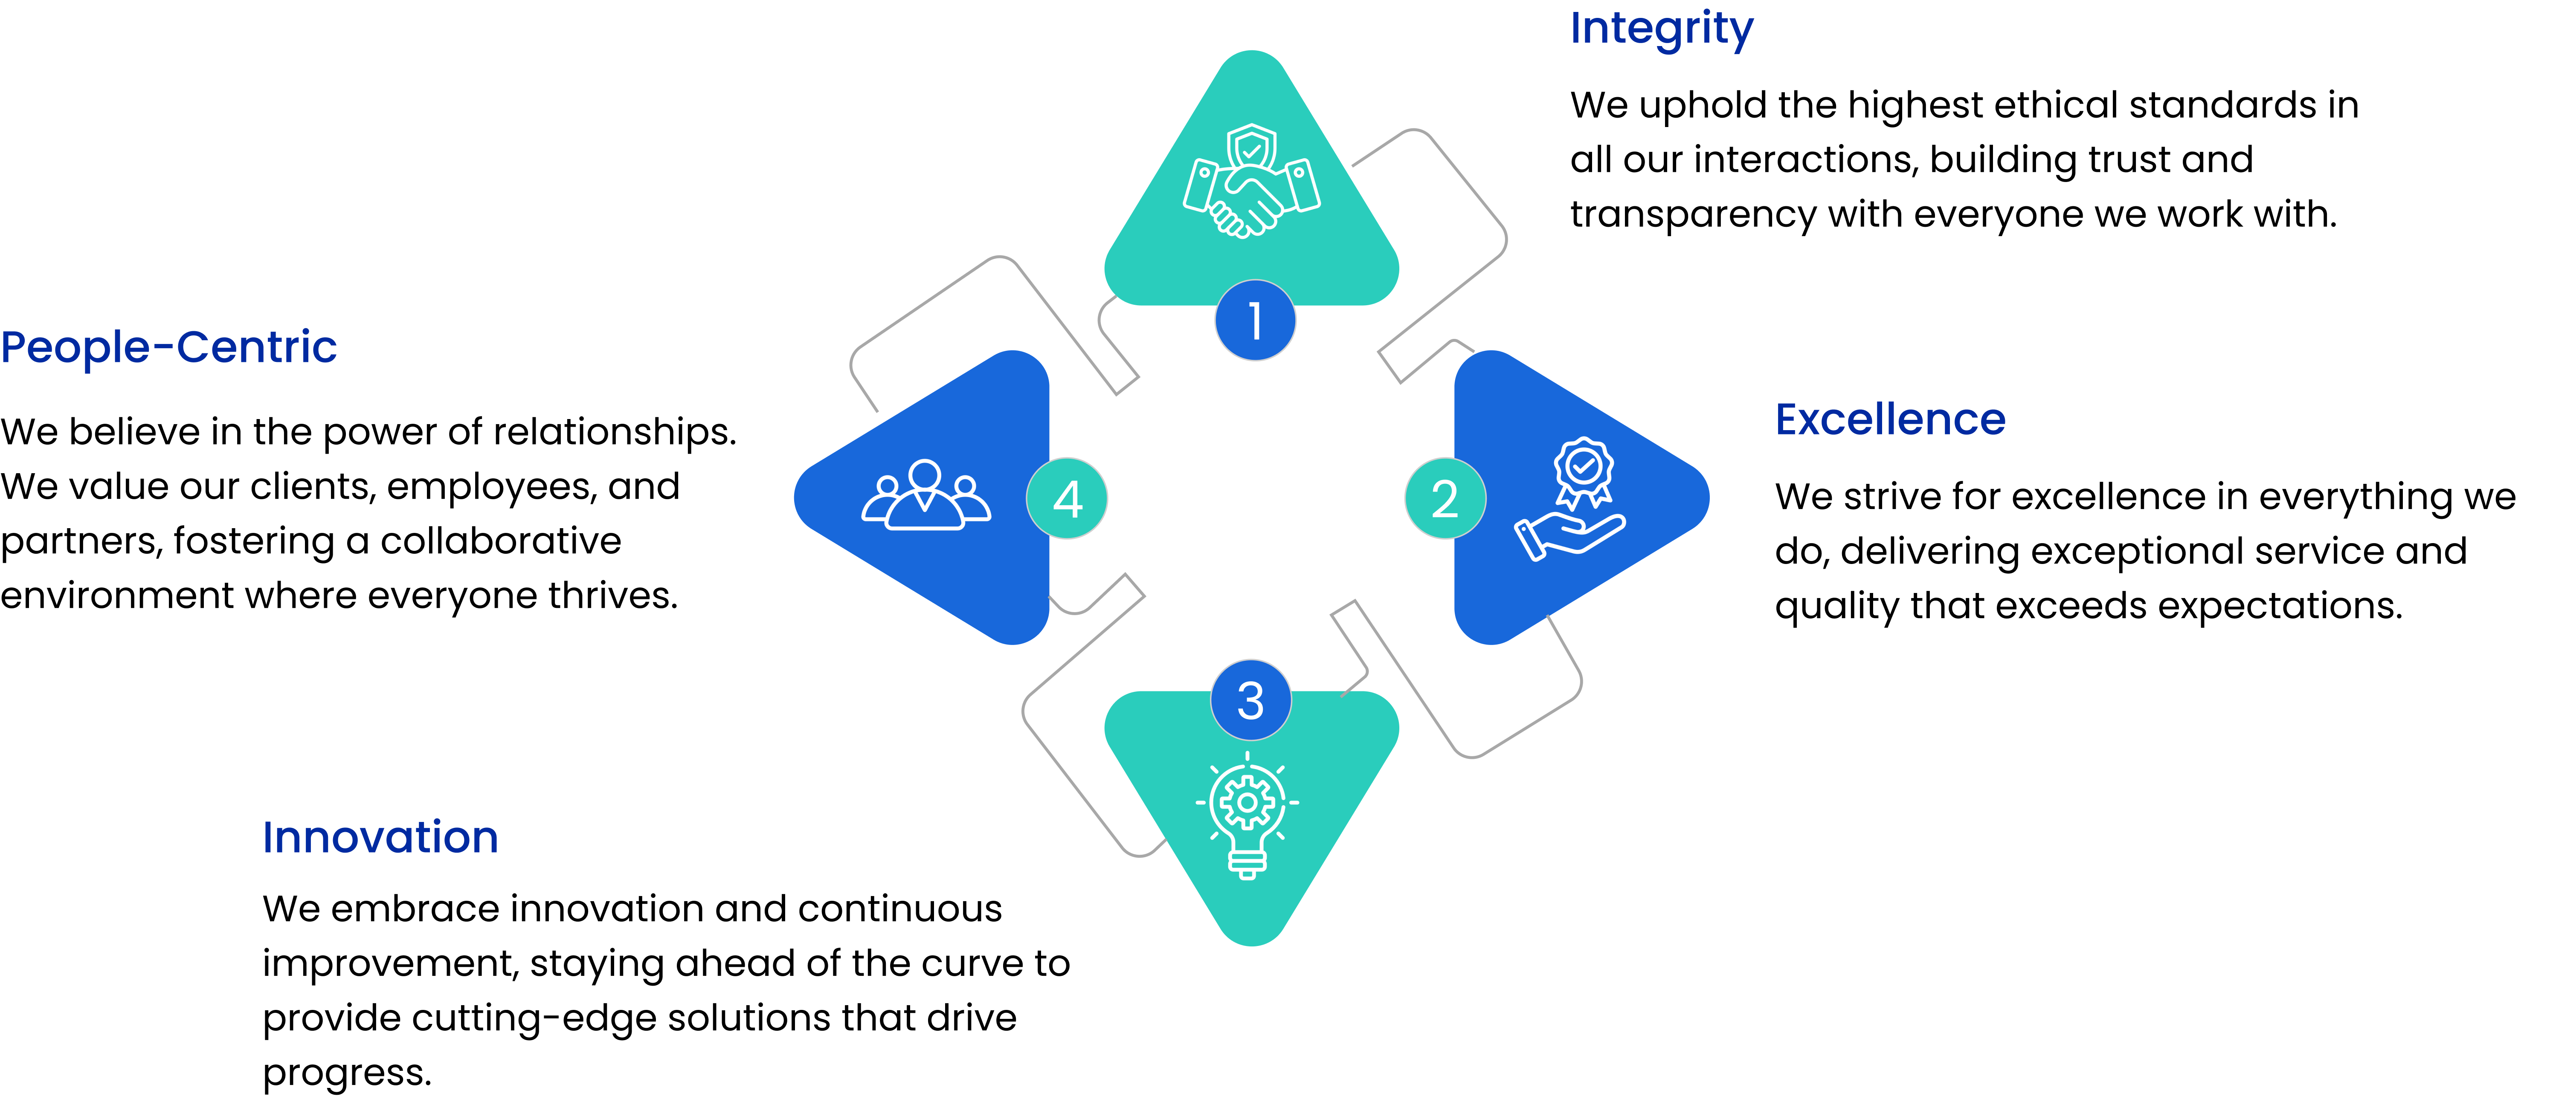 Integrity
We uphold the highest ethical standards in
all our interactions, building trust and
transparency with everyone we work with.
1
People-Centric
We believe in the power of relationships.
We value our clients, employees, and
partners, fostering a collaborative
environment where everyone thrives.
4
2
Excellence
We strive for excellence in everything we
do, delivering exceptional service and
quality that exceeds expectations.
3
Innovation
We embrace innovation and continuous
improvement, staying ahead of the curve to
provide cutting-edge solutions that drive
progress.